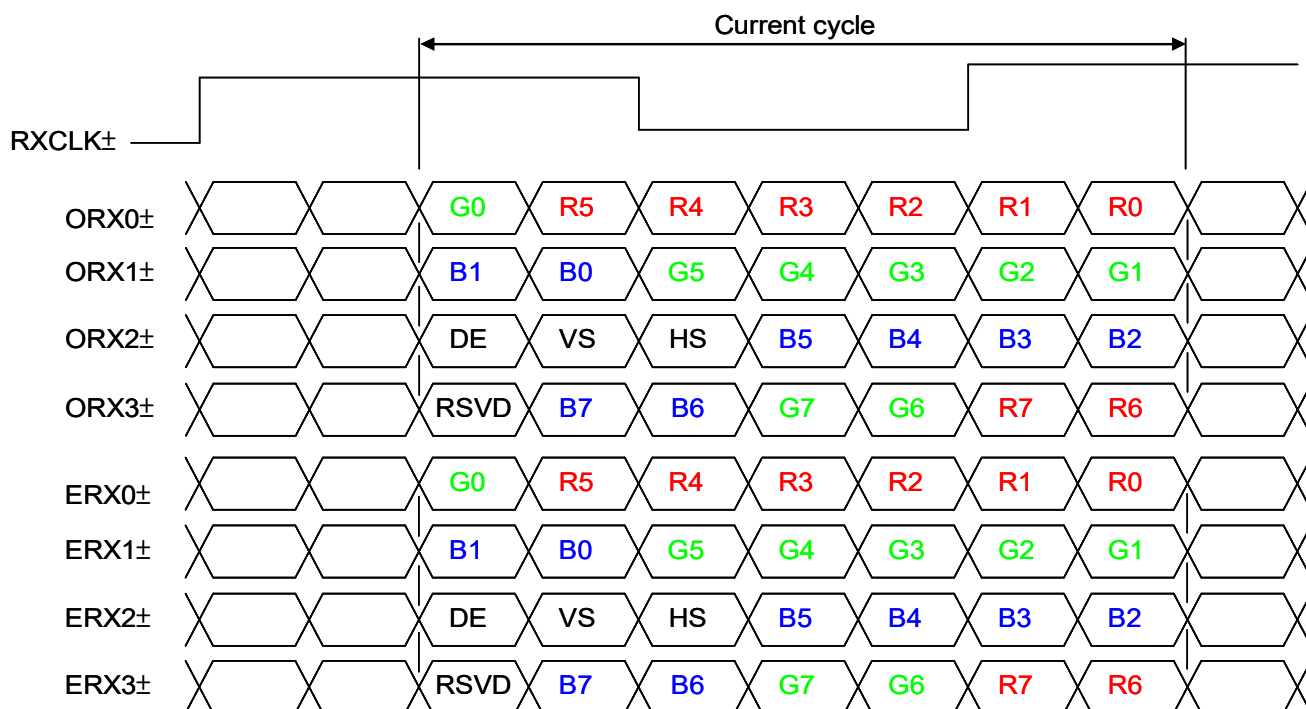 Current cycle
RXCLK±
ORX0± G0 R5 R4 R3 R2 R1 R0
ORX1± B1 B0 G5 G4 G3 G2 G1
ORX2± DE VS HS B5 B4 B3 B2
ORX3± RSVD B7 B6 G7 G6 R7 R6
ERX0± G0 R5 R4 R3 R2 R1 R0
ERX1± B1 B0 G5 G4 G3 G2 G1
ERX2± DE VS HS B5 B4 B3 B2
ERX3± RSVD B7 B6 G7 G6 R7 R6